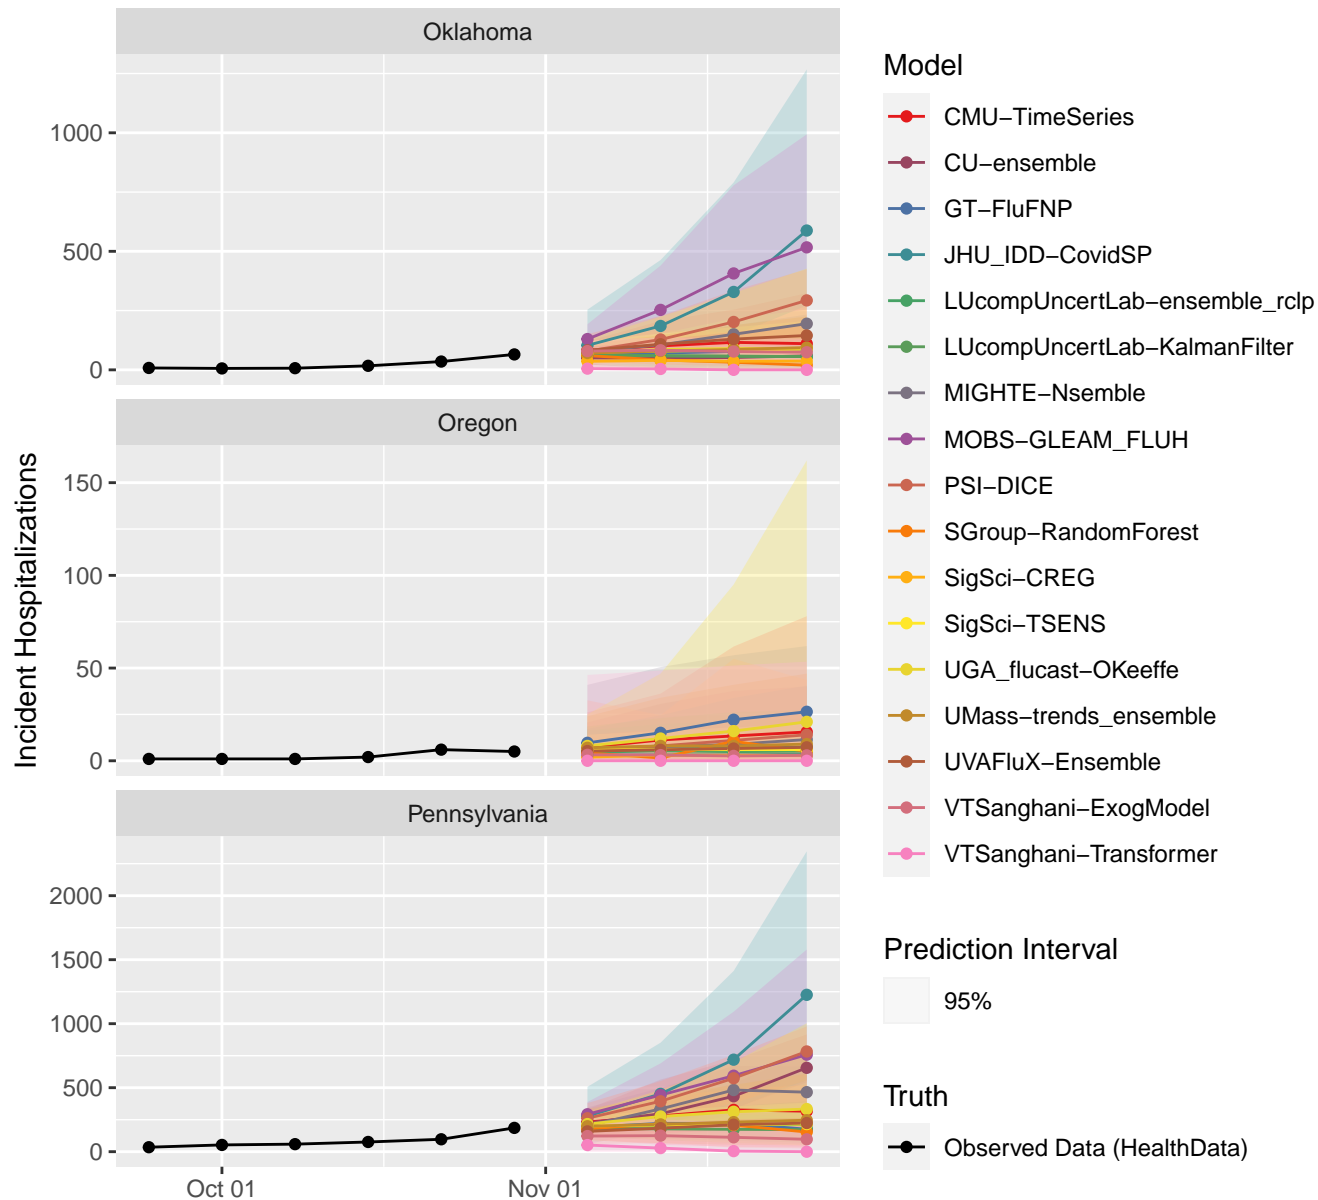 Oklahoma
1000
500
0
Oregon
150
100
50
0
Pennsylvania
2000
1500
1000
500
0
Oct 01
Nov 01
Incident Hospitalizations
Model
CMU−TimeSeries
CU−ensemble
GT−FluFNP
JHU_IDD−CovidSP
LUcompUncertLab−ensemble_rclp
LUcompUncertLab−KalmanFilter
MIGHTE−Nsemble
MOBS−GLEAM_FLUH
PSI−DICE
SGroup−RandomForest
SigSci−CREG
SigSci−TSENS
UGA_flucast−OKeeffe
UMass−trends_ensemble
UVAFluX−Ensemble
VTSanghani−ExogModel
VTSanghani−Transformer
Prediction Interval
95%
Truth
Observed Data (HealthData)